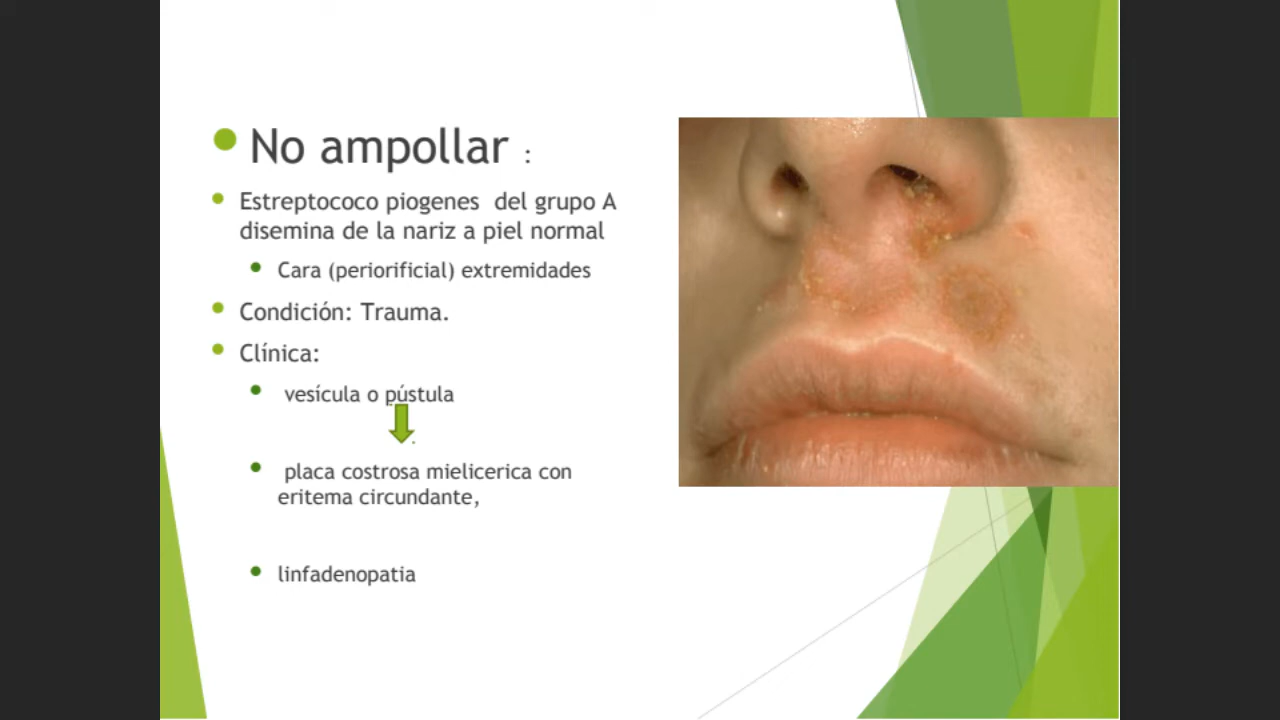 No ampollar :
Estreptococo piogenes del grupo A
disemina de la nariz a piel normal
Cara (periorificial) extremidades
Condición: Trauma.
Clínica:
vesícula o pústula
.
placa costrosa mielicerica con
eritema circundante,
linfadenopatia